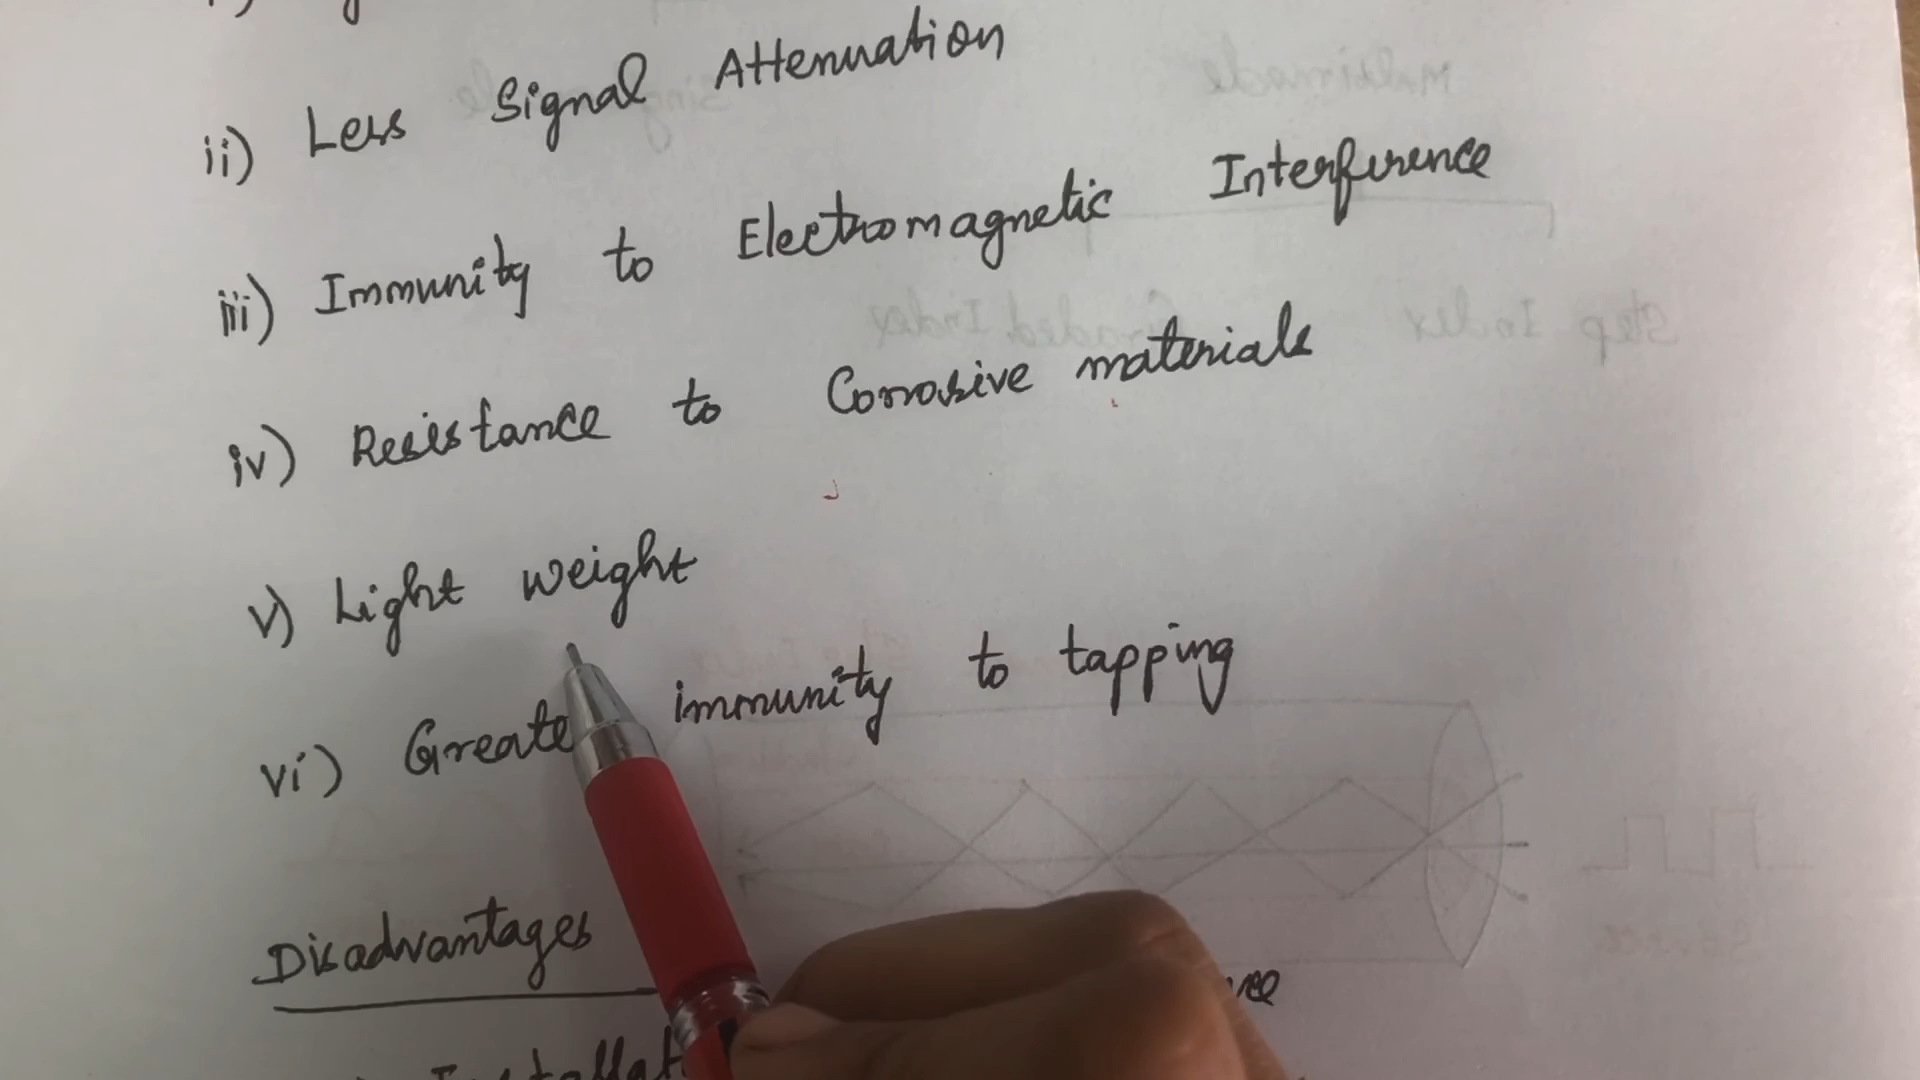 ii) Less Signal Attenuation
iii) Immunity to Electromagnetic Interference
iv) Resistance to Corrosive materials
v) Light weight
vi) Greate immunity to tapping
Disadvantages